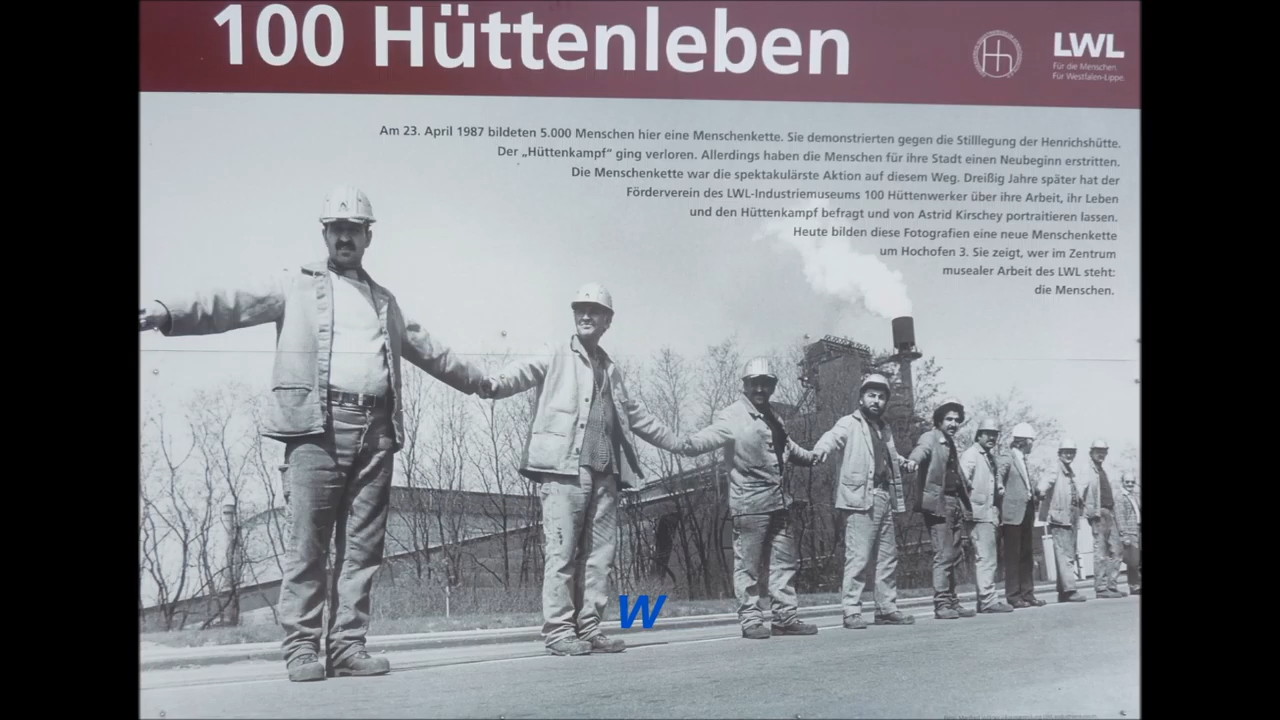 100 Hüttenleben
LWL
Für die Menschen.
Für Westfalen-Lippe.
Am 23. April 1987 bildeten 5.000 Menschen hier eine Menschenkette. Sie demonstrierten gegen die Stilllegung der Henrichshütte.
Der „Hüttenkampf“ ging verloren. Allerdings haben die Menschen für ihre Stadt einen Neubeginn erstritten.
Die Menschenkette war die spektakulärste Aktion auf diesem Weg. Dreißig Jahre später hat der
Förderverein des LWL-Industriemuseums 100 Hüttenwerker über ihre Arbeit, ihr Leben
und den Hüttenkampf befragt und von Astrid Kirschey portraitieren lassen.
Heute bilden diese Fotografien eine neue Menschenkette
um Hochofen 3. Sie zeigt, wer im Zentrum
musealer Arbeit des LWL steht:
die Menschen.
W